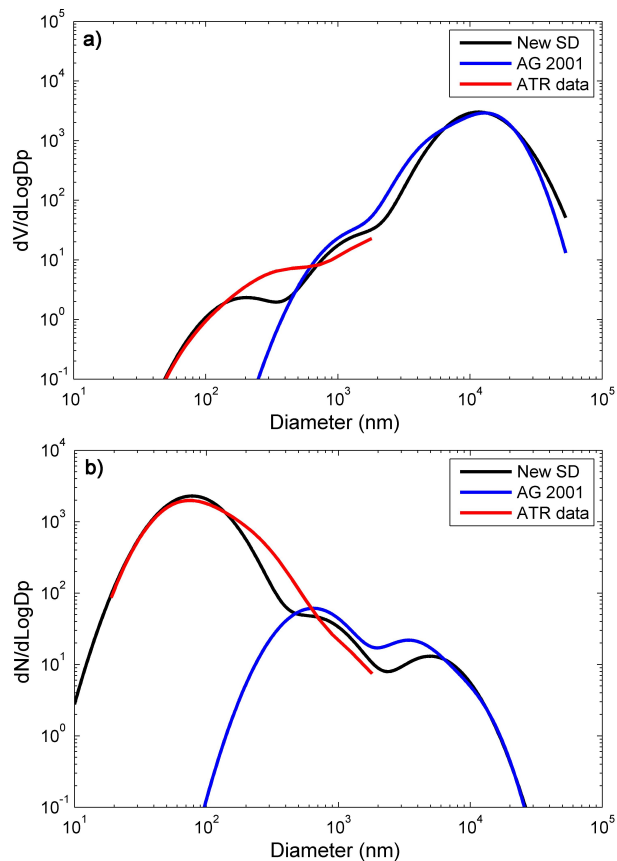 a)
New SD
AG 2001
ATR data
10^5
10^4
10^3
10^2
10^1
10^0
10^-1
dV/dLogDp
10^1 10^2 10^3 10^4 10^5
Diameter (nm)
b)
New SD
AG 2001
ATR data
10^4
10^3
10^2
10^1
10^0
10^-1
dN/dLogDp
10^1 10^2 10^3 10^4 10^5
Diameter (nm)